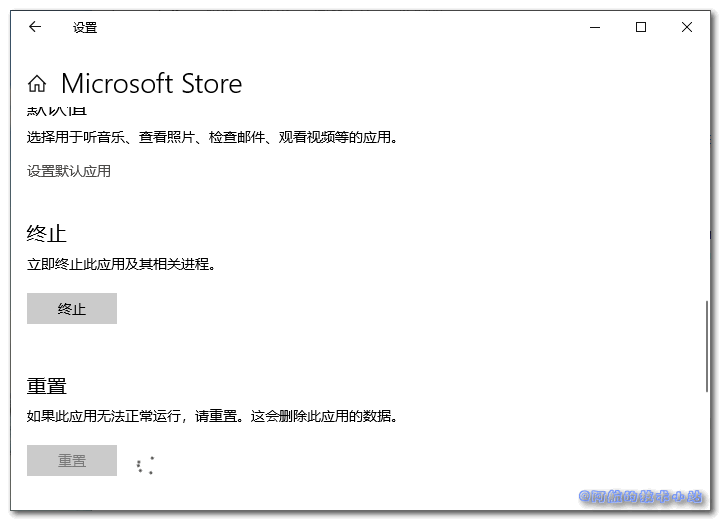 设置
Microsoft Store
默认值
选择用于听音乐、查看照片、检查邮件、观看视频等的应用。
设置默认应用
终止
立即终止此应用及其相关进程。
终止
重置
如果此应用无法正常运行，请重置。这会删除此应用的数据。
重置